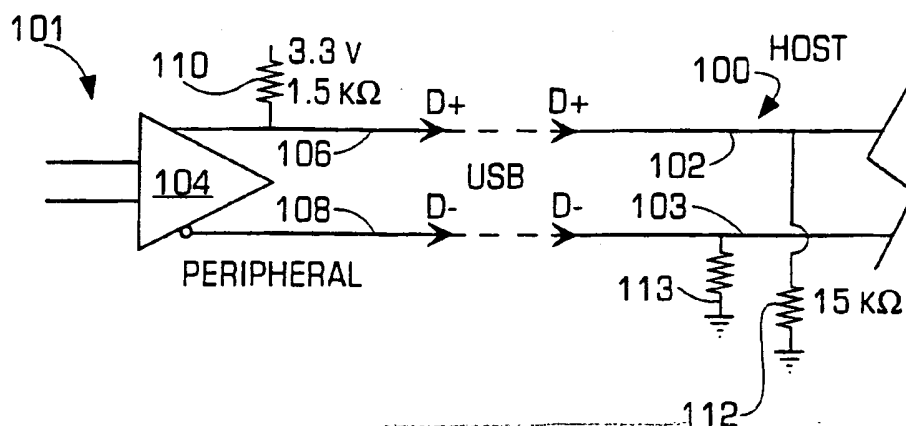 101
110
3.3 V
1.5 KΩ
HOST
100
D+
D+
104
106
USB
102
108
D-
D-
103
PERIPHERAL
113
15 KΩ
112